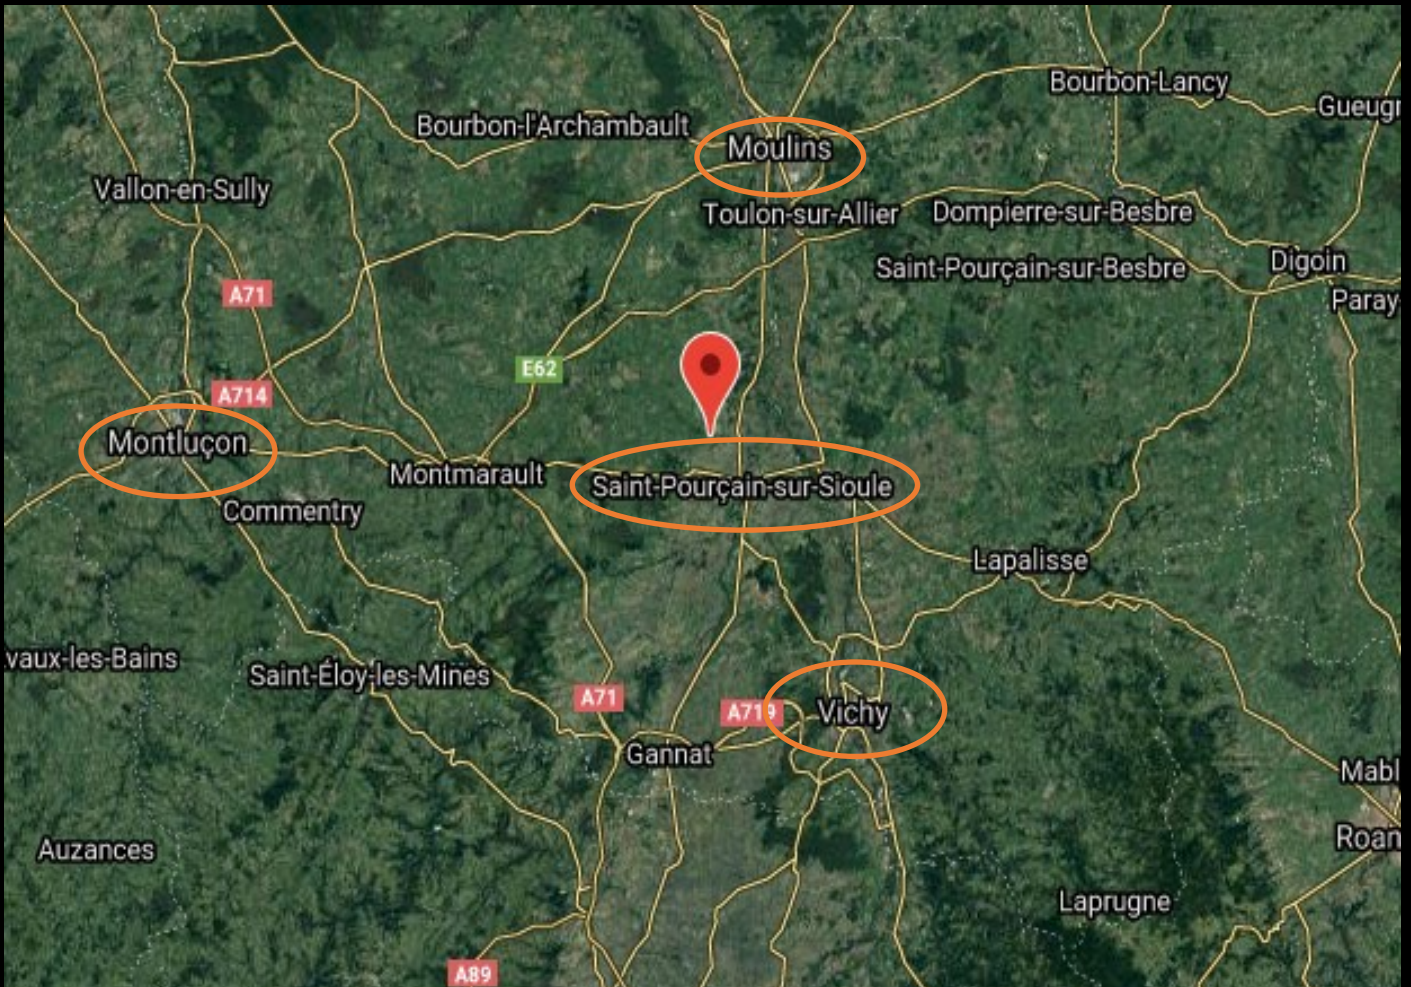 Bourbon-Lancy
Gueugr
Bourbon-l'Archambault
Moulins
Vallon-en-Sully
Toulon-sur-Allier
Dompierre-sur-Besbre
Saint-Pourçain-sur-Besbre
Digoin
A71
Paray-
E62
A714
Montluçon
Montmarault
Saint-Pourçain-sur-Sioule
Commentry
Lapalisse
vaux-les-Bains
Saint-Éloy-les-Mines
A71
A719
Vichy
Gannat
Mabl
Roan
Auzances
Laprugne
A89